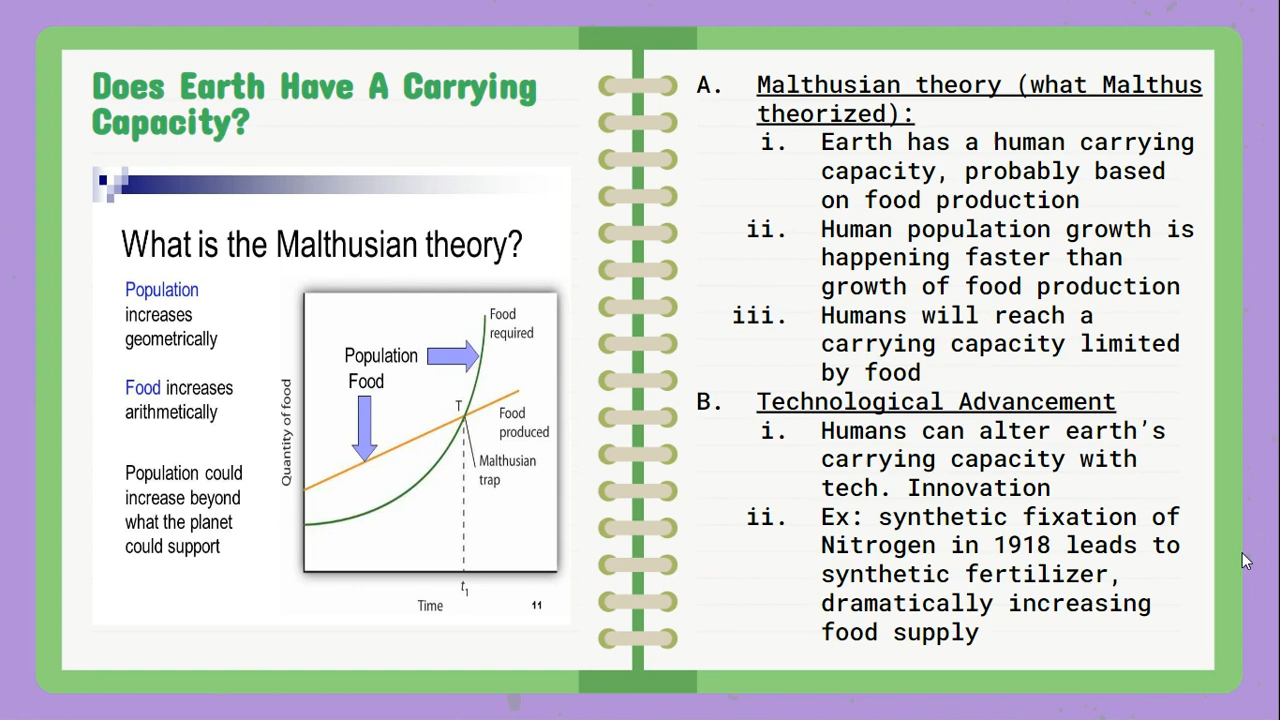 Does Earth Have A Carrying
Capacity?
What is the Malthusian theory?
Population
increases
geometrically
Food increases
arithmetically
Population could
increase beyond
what the planet
could support
Quantity of food
Population
Food
Food
required
T
Food
produced
Malthusian
trap
t1
Time
11
A. Malthusian theory (what Malthus
theorized):
i. Earth has a human carrying
capacity, probably based
on food production
ii. Human population growth is
happening faster than
growth of food production
iii. Humans will reach a
carrying capacity limited
by food
B. Technological Advancement
i. Humans can alter earth's
carrying capacity with
tech. Innovation
ii. Ex: synthetic fixation of
Nitrogen in 1918 leads to
synthetic fertilizer,
dramatically increasing
food supply